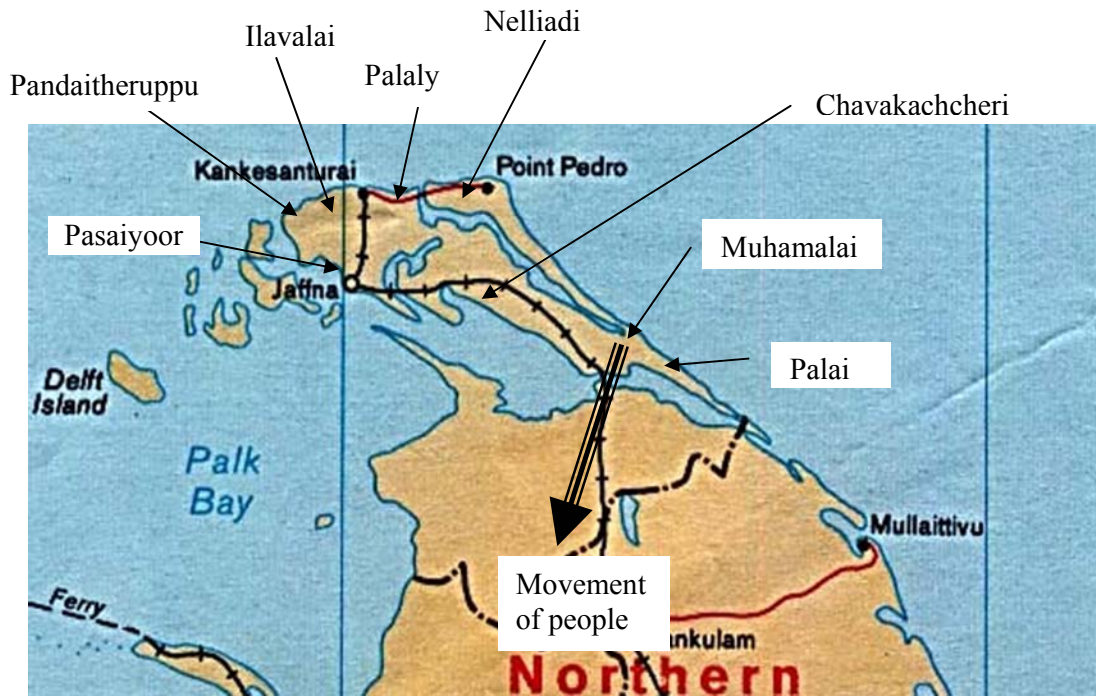 Nelliadi
Ilavalai
Palaly
Pandaitheruppu
Chavakachcheri
Kankesanturai
Point Pedro
Pasaiyoor
Muhamalai
Jaffna
Palai
Delft
Island
Palk
Bay
Mullaittivu
Movement
of people
Ferry
ankulam
Northern